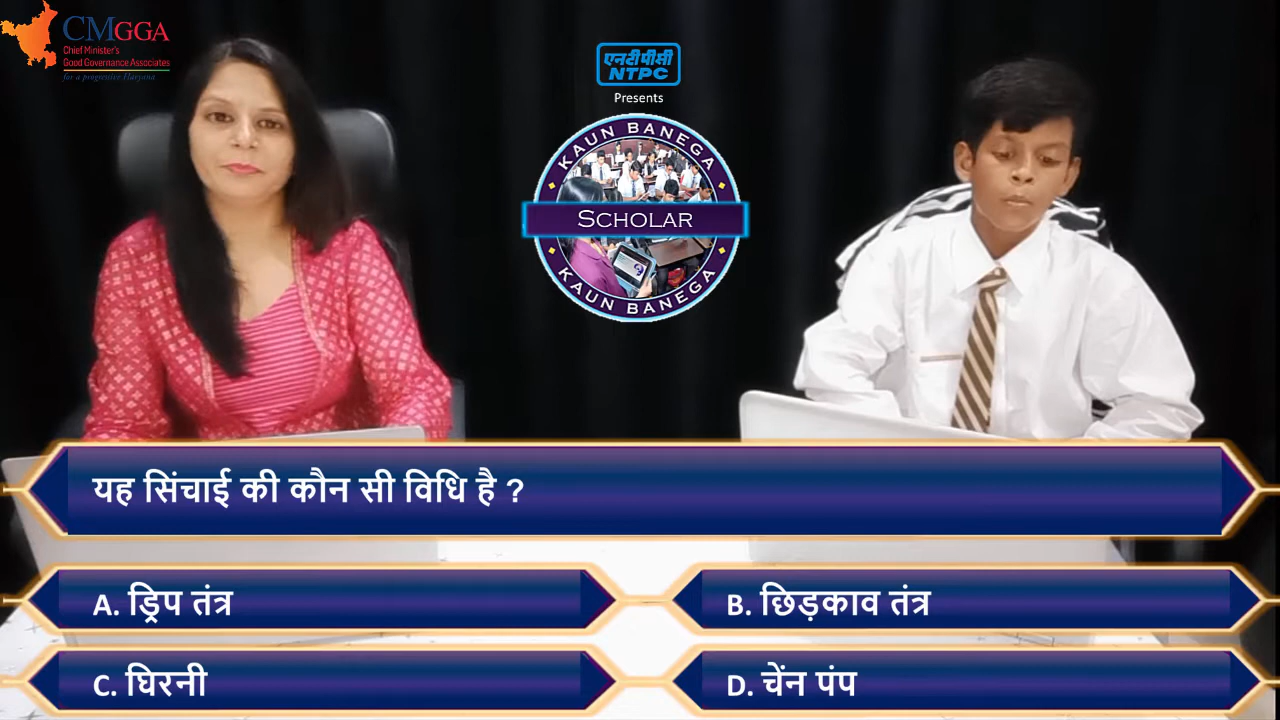 CMGGA
Chief Minister's
Good Governance Associates
for a progressive Haryana
एनटीपीसी
NTPC
Presents
KAUN BANEGA
SCHOLAR
KAUN BANEGA
यह सिंचाई की कौन सी विधि है ?
A. ड्रिप तंत्र
B. छिड़काव तंत्र
C. घिरनी
D. चेंन पंप